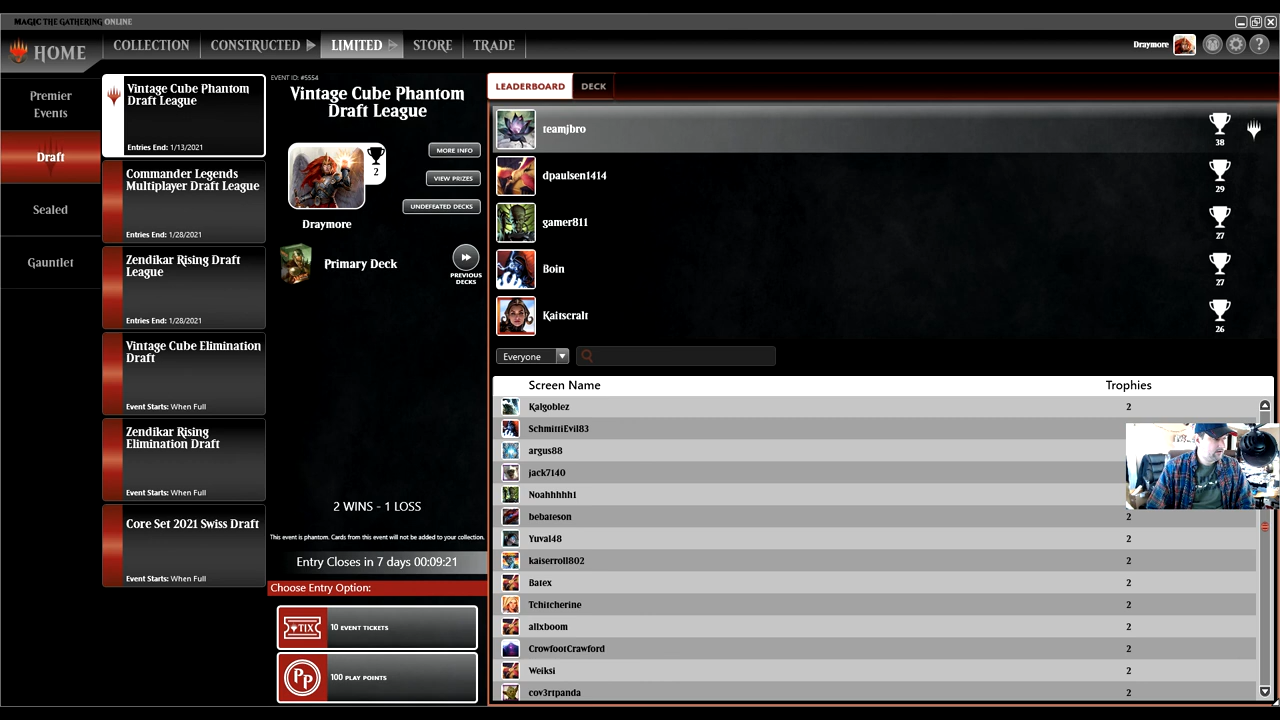 MAGIC THE GATHERING ONLINE
HOME
COLLECTION
CONSTRUCTED
LIMITED
STORE
TRADE
Draymore
Premier
Events
Draft
Sealed
Gauntlet
Vintage Cube Phantom
Draft League
Entries End: 1/13/2021
Commander Legends
Multiplayer Draft League
Entries End: 1/28/2021
Zendikar Rising Draft
League
Entries End: 1/28/2021
Vintage Cube Elimination
Draft
Event Starts: When Full
Zendikar Rising
Elimination Draft
Event Starts: When Full
Core Set 2021 Swiss Draft
Event Starts: When Full
EVENT ID: #5554
Vintage Cube Phantom
Draft League
2
MORE INFO
VIEW PRIZES
UNDEFEATED DECKS
Draymore
Primary Deck
PREVIOUS
DECKS
2 WINS - 1 LOSS
This event is phantom. Cards from this event will not be added to your collection.
Entry Closes in 7 days 00:09:21
Choose Entry Option:
TIX
10 EVENT TICKETS
PP
100 PLAY POINTS
LEADERBOARD
DECK
teamjbro
38
dpaulsen1414
29
gamer811
27
Boin
27
Kaitscralt
26
Everyone
Screen Name
Trophies
Kalgoblez
2
SchmittiEvil83
argus88
jack7140
Noahhhhh1
bebateson
2
Yuval48
2
kaiserroll802
2
Batex
2
Tchitcherine
2
allxboom
2
CrowfootCrawford
2
Weiksi
2
cov3rtpanda
2